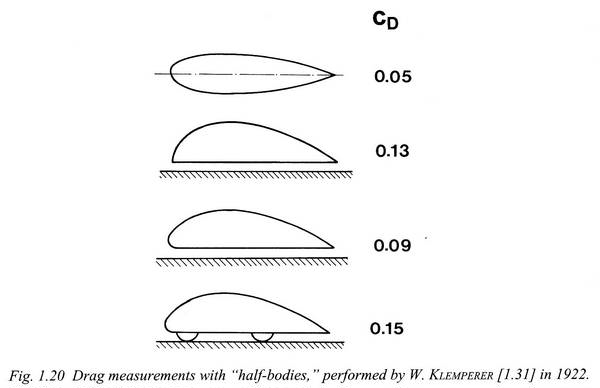 CD
0.05
0.13
0.09
0.15
Fig. 1.20 Drag measurements with “half-bodies,” performed by W. KLEMPERER [1.31] in 1922.